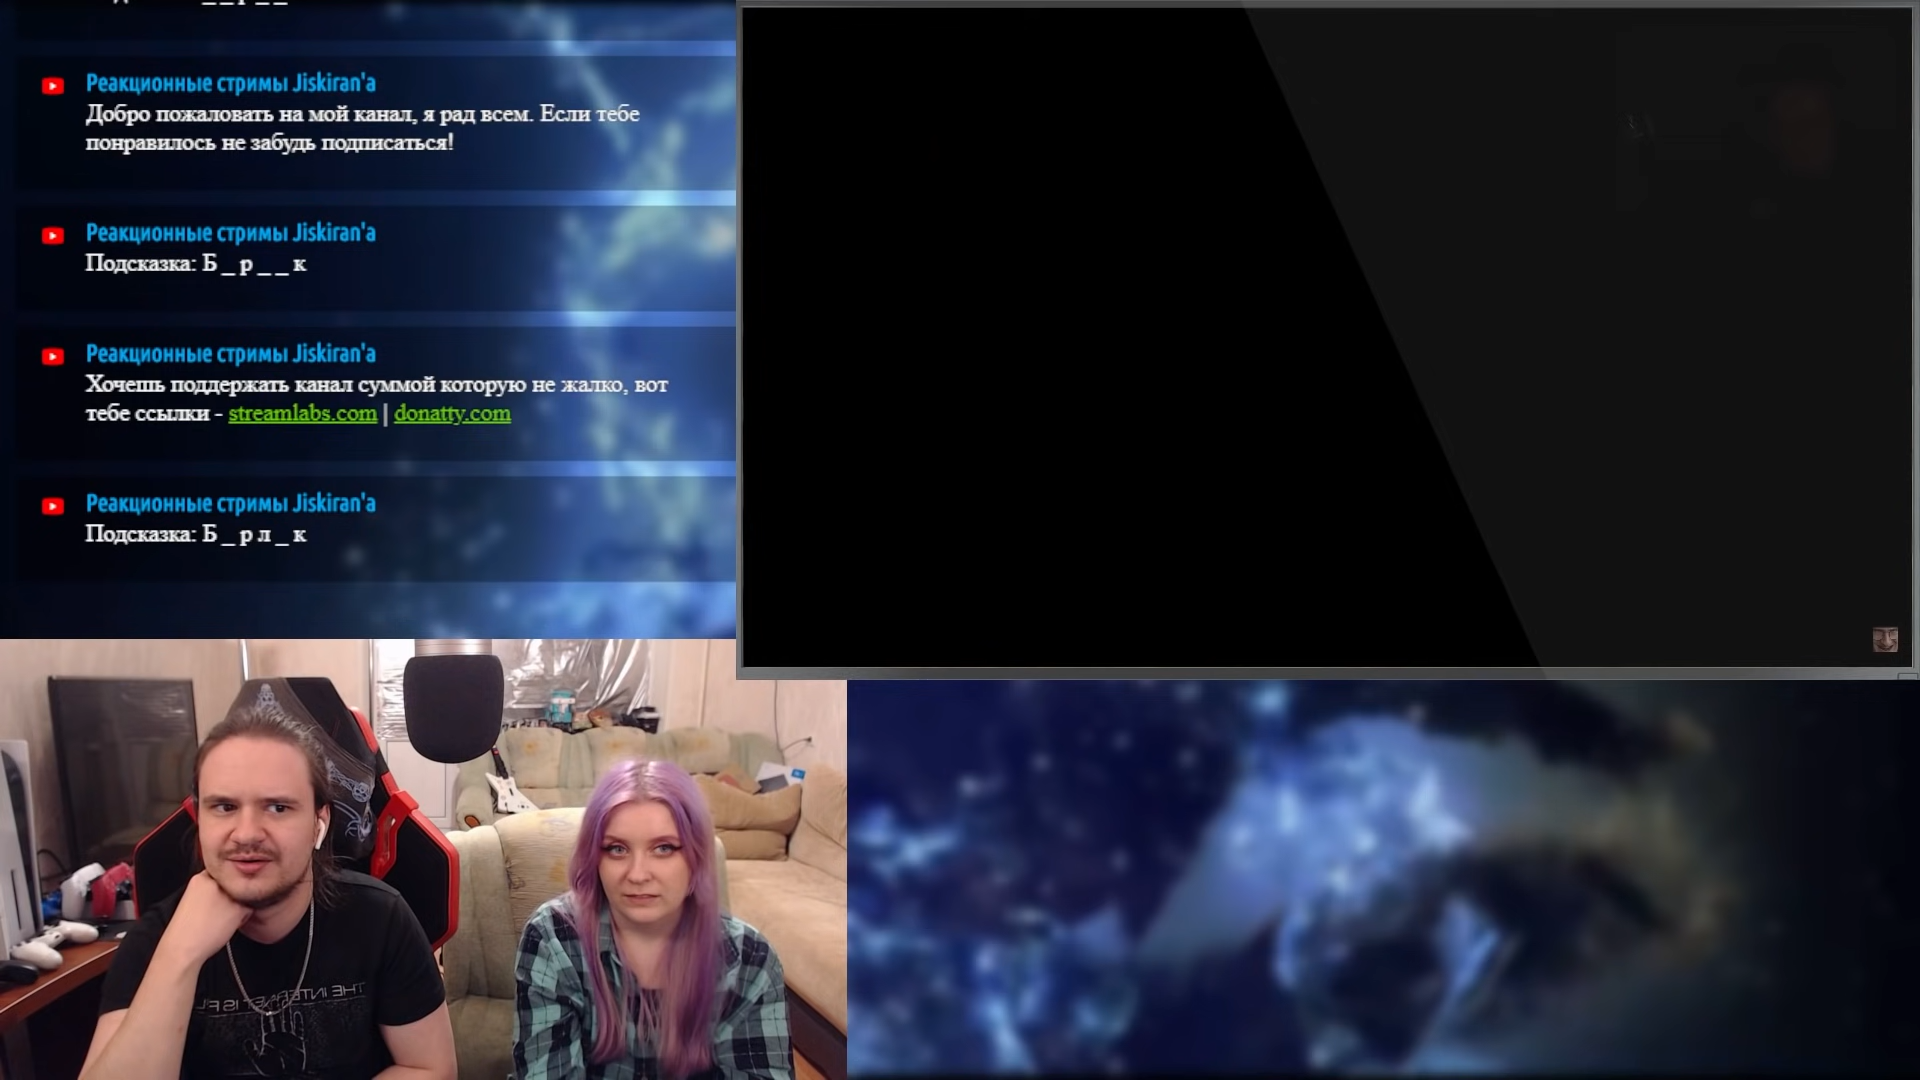 Реакционные стримы Jiskiran'a
Добро пожаловать на мой канал, я рад всем. Если тебе
понравилось не забудь подписаться!
Реакционные стримы Jiskiran'a
Подсказка: Б _ р _ _ к
Реакционные стримы Jiskiran'a
Хочешь поддержать канал суммой которую не жалко, вот
тебе ссылки - streamlabs.com | donatty.com
Реакционные стримы Jiskiran'a
Подсказка: Б _ р л _ к